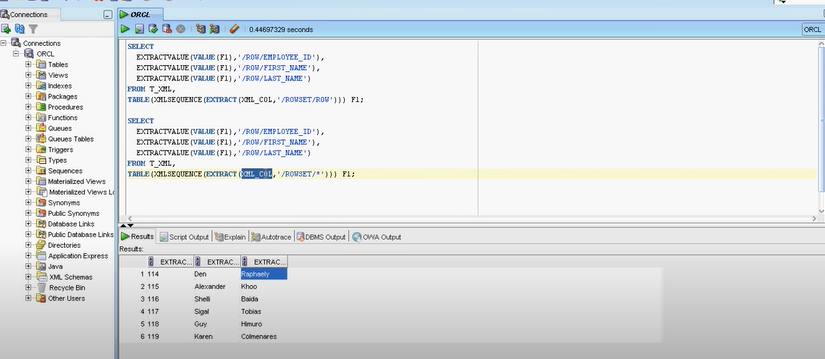 Connections
ORCL
0.44697329 seconds
ORCL
Connections
ORCL
Tables
Views
Indexes
Packages
Procedures
Functions
Queues
Queues Tables
Triggers
Types
Sequences
Materialized Views
Materialized Views Lo
Synonyms
Public Synonyms
Database Links
Public Database Links
Directories
Application Express
Java
XML Schemas
Recycle Bin
Other Users
SELECT
EXTRACTVALUE(VALUE(F1),'/ROW/EMPLOYEE_ID'),
EXTRACTVALUE(VALUE(F1),'/ROW/FIRST_NAME'),
EXTRACTVALUE(VALUE(F1),'/ROW/LAST_NAME')
FROM T_XML,
TABLE(XMLSEQUENCE(EXTRACT(XML_COL,'/ROWSET/ROW'))) F1;
SELECT
EXTRACTVALUE(VALUE(F1),'/ROW/EMPLOYEE_ID'),
EXTRACTVALUE(VALUE(F1),'/ROW/FIRST_NAME'),
EXTRACTVALUE(VALUE(F1),'/ROW/LAST_NAME')
FROM T_XML,
TABLE(XMLSEQUENCE(EXTRACT(XML_COL,'/ROWSET/*'))) F1;
Results Script Output Explain Autotrace DBMS Output OWA Output
Results:
EXTRAC... EXTRAC... EXTRAC...
1 114 Den Raphaely
2 115 Alexander Khoo
3 116 Shelli Baida
4 117 Sigal Tobias
5 118 Guy Himuro
6 119 Karen Colmenares